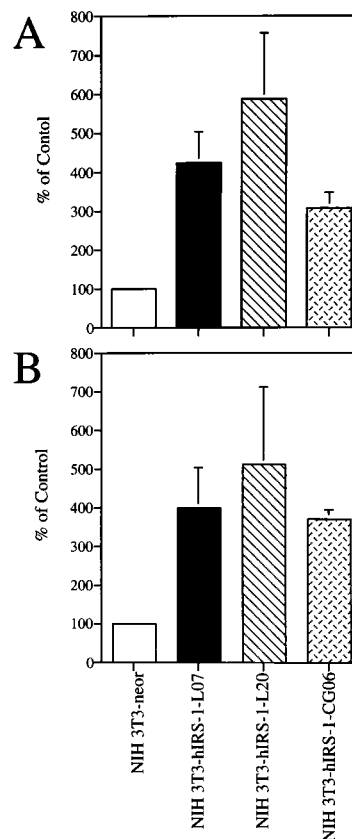 A
% of Contol
800
700
600
500
400
300
200
100
0
B
% of Control
800
700
600
500
400
300
200
100
0
NIH 3T3-neor
NIH 3T3-hIRS-1-L07
NIH 3T3-hIRS-1-L20
NIH 3T3-hIRS-1-CG06